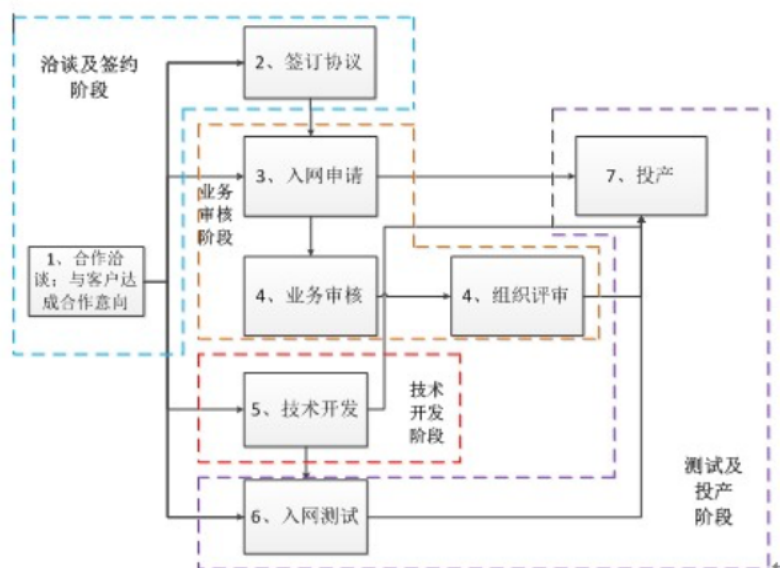 洽谈及签约
阶段
2、签订协议
业务
审核
阶段
3、入网申请
7、投产
1、合作洽
谈：与客户达
成合作意向
4、业务审核
4、组织评审
5、技术开发
技术
开发
阶段
6、入网测试
测试及
投产
阶段